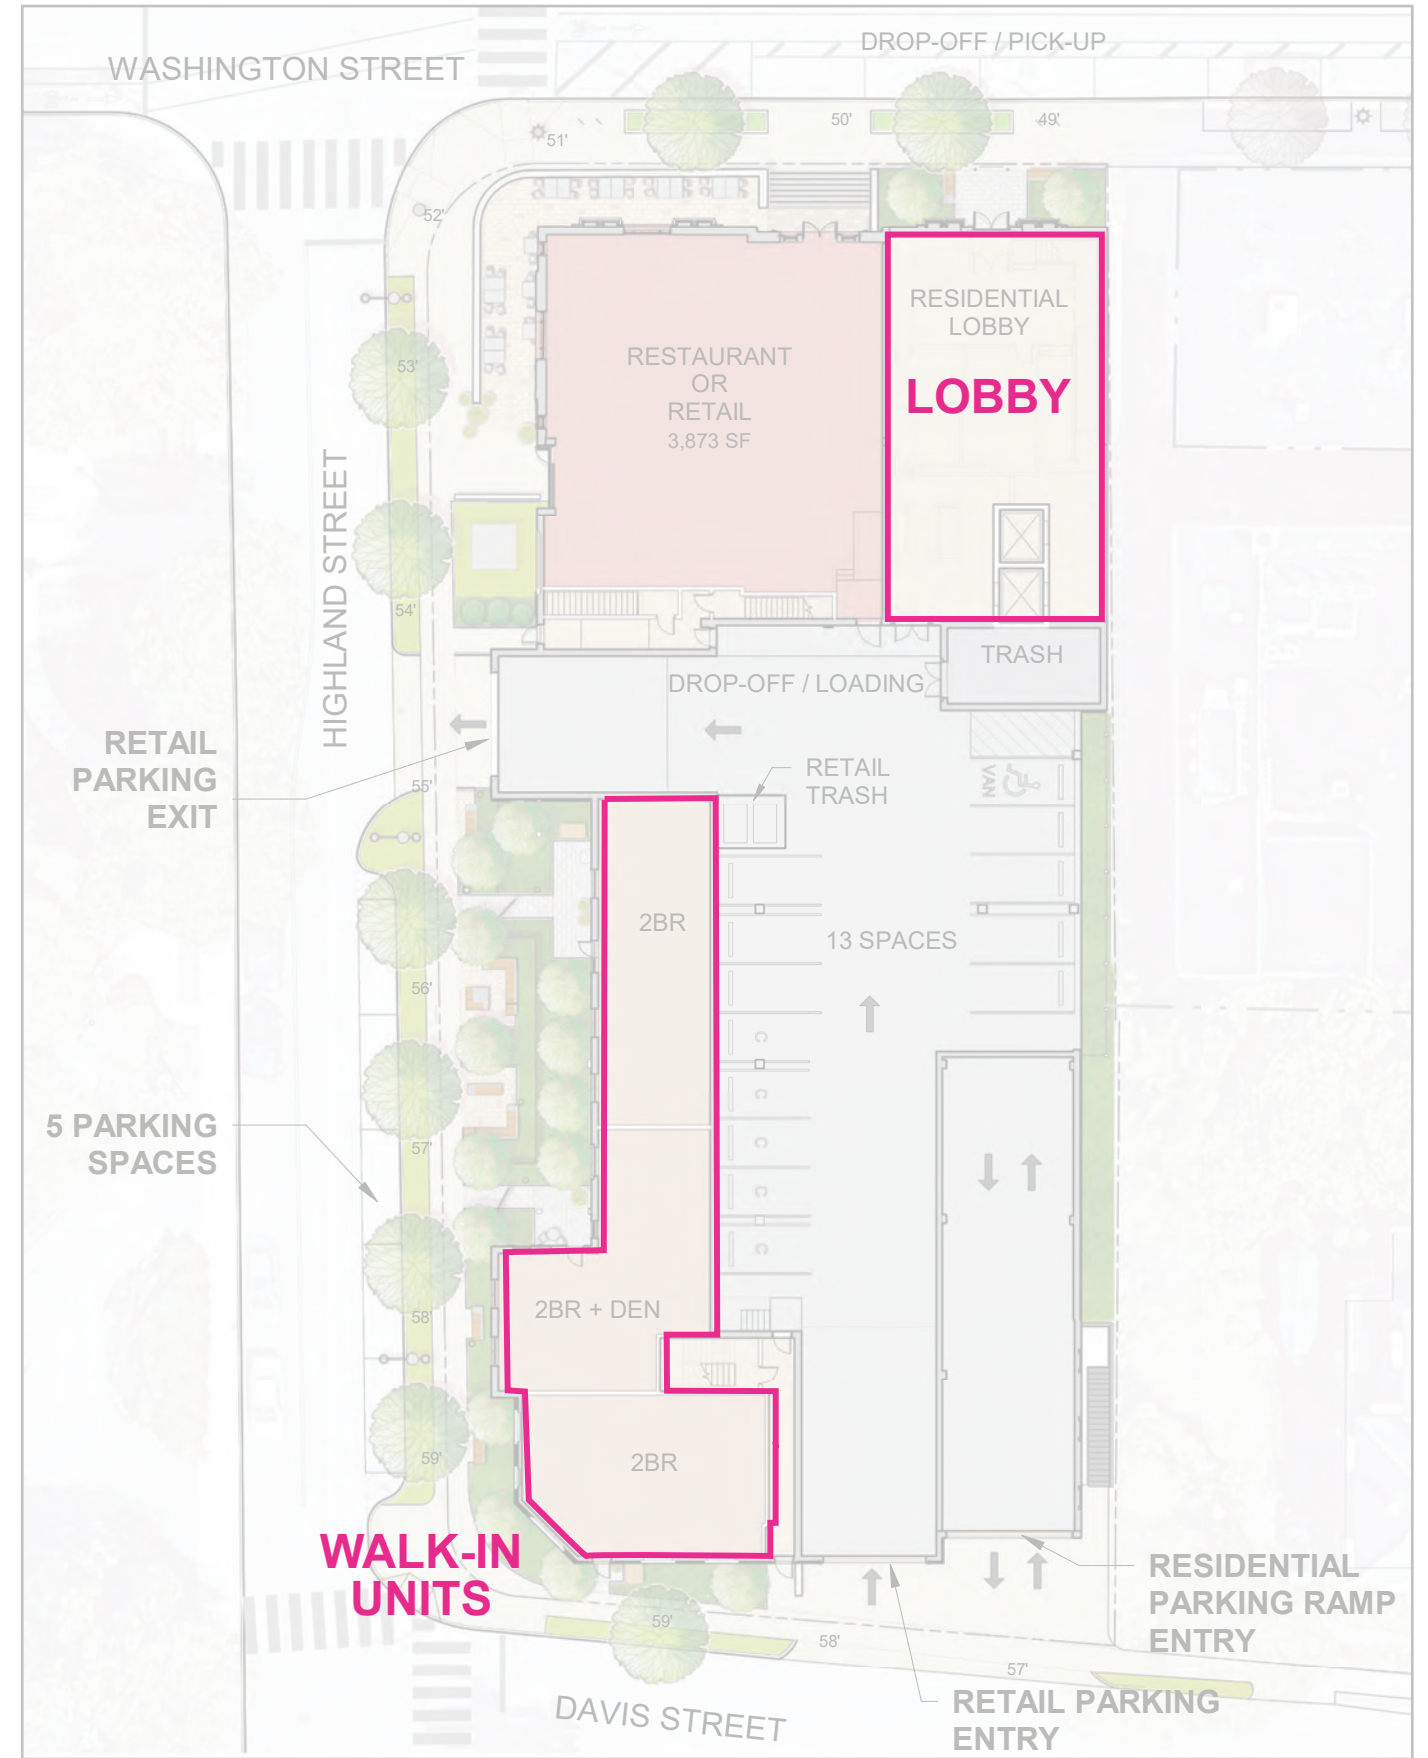 DROP-OFF / PICK-UP
WASHINGTON STREET
51'
50'
49'
52'
RESIDENTIAL
LOBBY
LOBBY
RESTAURANT
OR
RETAIL
3,873 SF
53'
HIGHLAND STREET
54'
TRASH
DROP-OFF / LOADING
RETAIL
PARKING
EXIT
55'
RETAIL
TRASH
VAN
2BR
13 SPACES
56'
C
C
5 PARKING
SPACES
57'
C
C
C
2BR + DEN
58'
2BR
59'
WALK-IN
UNITS
RESIDENTIAL
PARKING RAMP
ENTRY
59'
58'
57'
RETAIL PARKING
ENTRY
DAVIS STREET